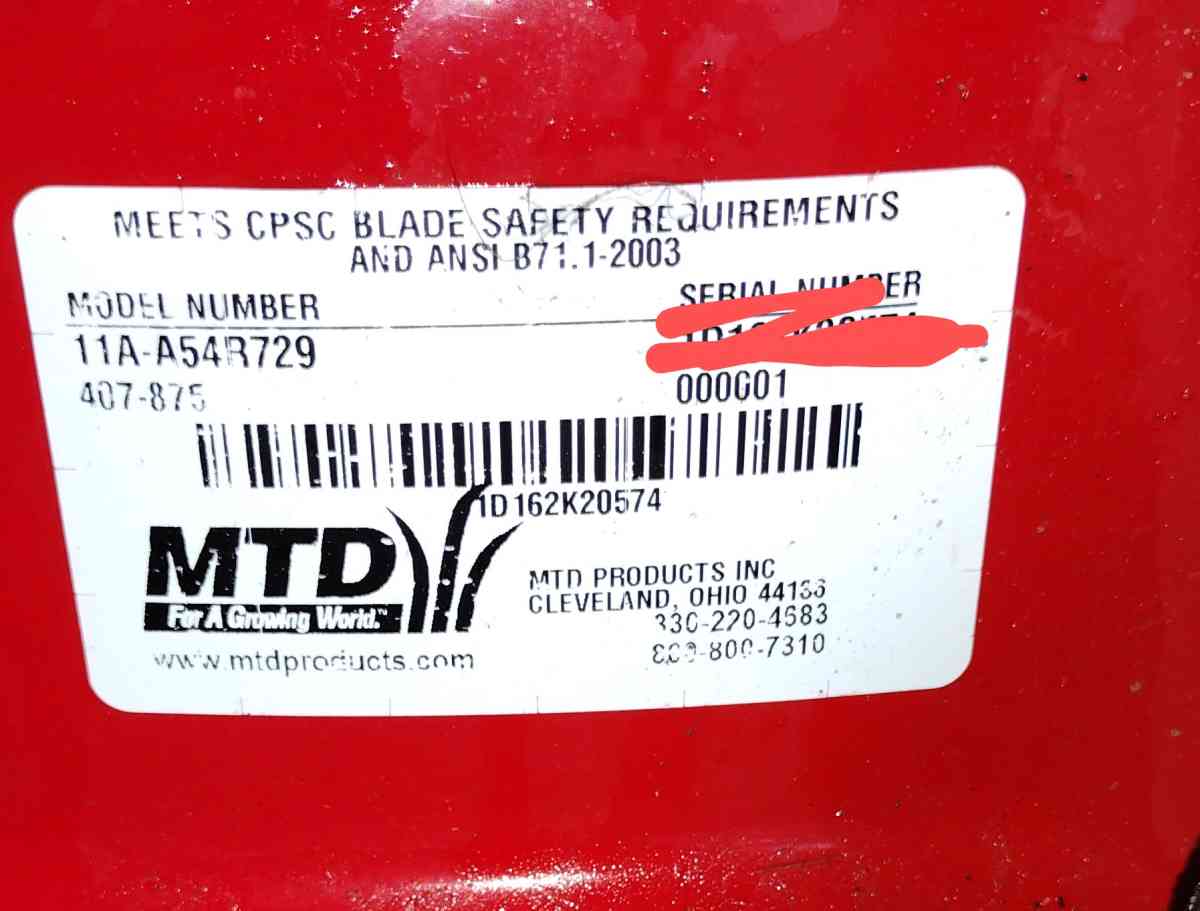 MEETS CPSC BLADE SAFETY REQUIREMENTS
AND ANSI B71.1-2003
MODEL NUMBER
SERIAL NUMBER
11A-A54R729
407-875
000001
1D162K20574
MTD
For A Growing World.™
www.mtdproducts.com
MTD PRODUCTS INC
CLEVELAND, OHIO 44136
330-220-4683
800-800-7310